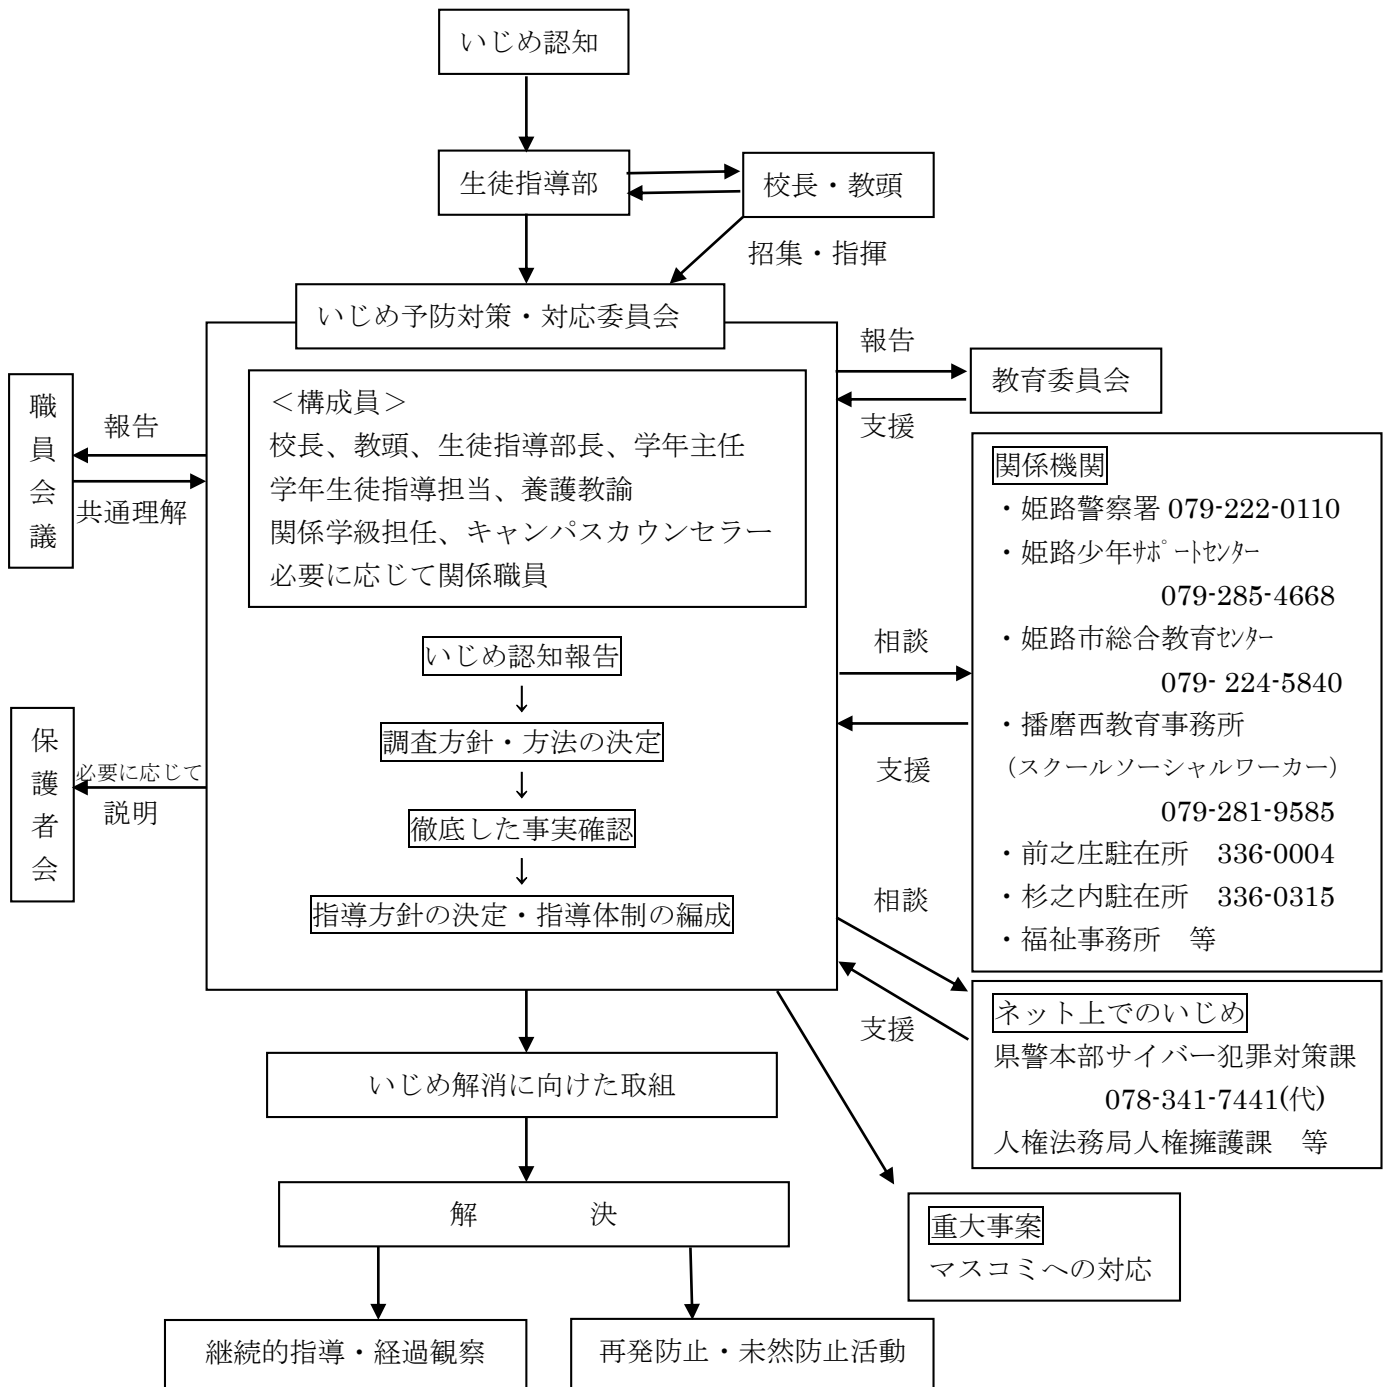 いじめ認知
生徒指導部
校長・教頭
招集・指揮
いじめ予防対策・対応委員会
＜構成員＞
校長、教頭、生徒指導部長、学年主任
学年生徒指導担当、養護教諭
関係学級担任、キャンパスカウンセラー
必要に応じて関係職員
いじめ認知報告
↓
調査方針・方法の決定
↓
徹底した事実確認
↓
指導方針の決定・指導体制の編成
職員会議
報告
共通理解
保護者会
必要に応じて
説明
報告
教育委員会
支援
関係機関
・姫路警察署 079-222-0110
・姫路少年ｻﾎﾟｰﾄｾﾝﾀｰ
079-285-4668
・姫路市総合教育ｾﾝﾀｰ
079- 224-5840
・播磨西教育事務所
（スクールソーシャルワーカー）
079-281-9585
・前之庄駐在所　336-0004
・杉之内駐在所　336-0315
・福祉事務所　等
相談
支援
相談
支援
ネット上でのいじめ
県警本部サイバー犯罪対策課
078-341-7441(代)
人権法務局人権擁護課　等
いじめ解消に向けた取組
解　　　　決
重大事案
マスコミへの対応
継続的指導・経過観察
再発防止・未然防止活動